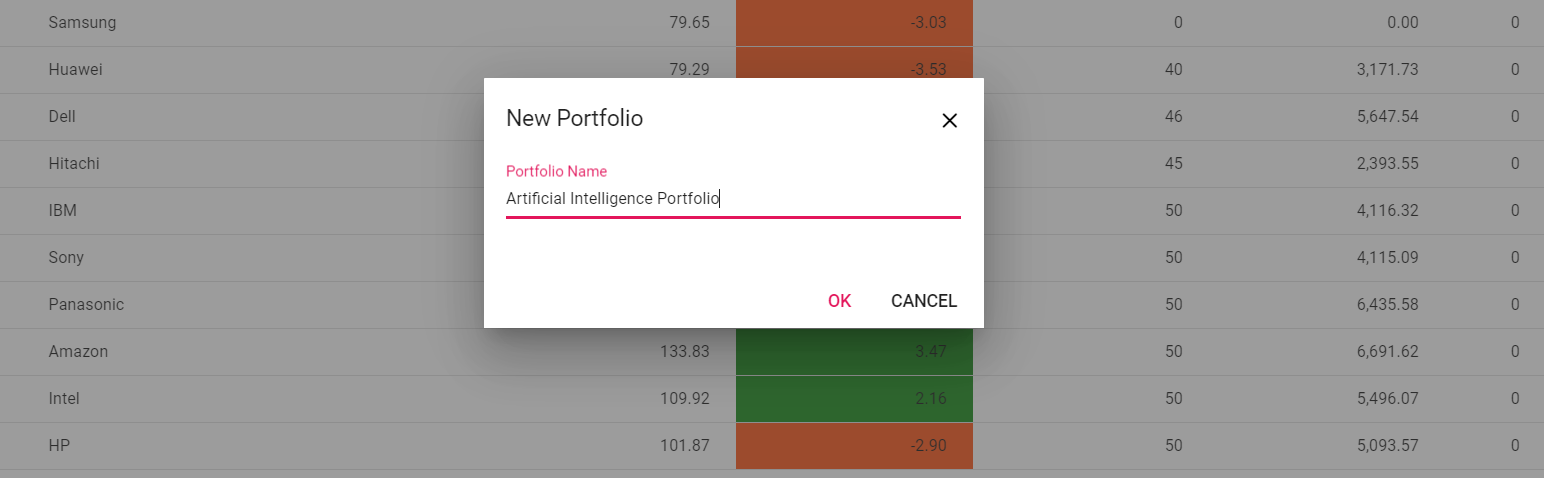 Samsung 79.65 -3.03 0 0.00 0
Huawei 79.29 -3.53 40 3,171.73 0
New Portfolio
Dell 46 5,647.54 0
Hitachi 45 2,393.55 0
Portfolio Name
Artificial Intelligence Portfolio
IBM 50 4,116.32 0
Sony 50 4,115.09 0
Panasonic 50 6,435.58 0
OK CANCEL
Amazon 133.83 3.47 50 6,691.62 0
Intel 109.92 2.16 50 5,496.07 0
HP 101.87 -2.90 50 5,093.57 0